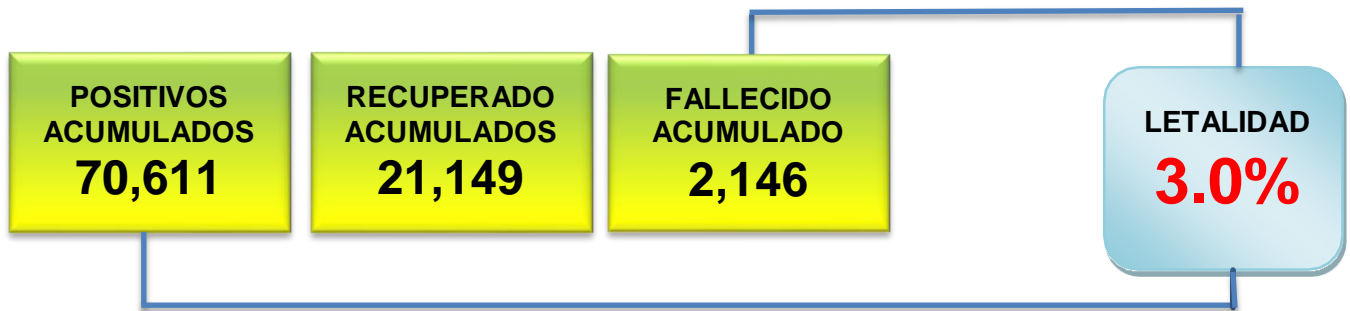 POSITIVOS
ACUMULADOS
70,611
RECUPERADO
ACUMULADOS
21,149
FALLECIDO
ACUMULADO
2,146
LETALIDAD
3.0%